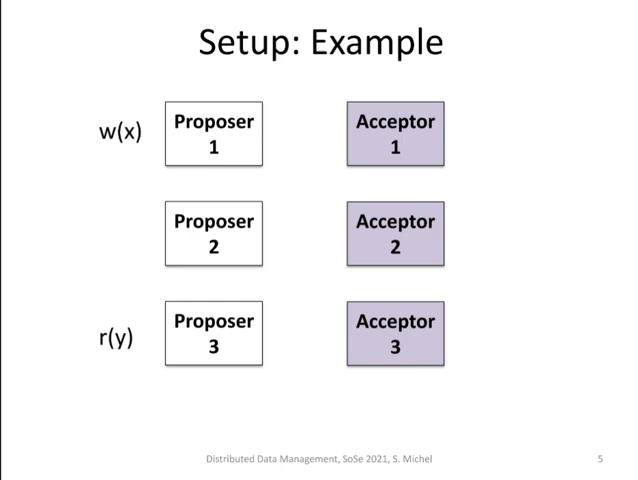 Setup: Example
w(x)
Proposer
1
Acceptor
1
Proposer
2
Acceptor
2
r(y)
Proposer
3
Acceptor
3
Distributed Data Management, SoSe 2021, S. Michel
5